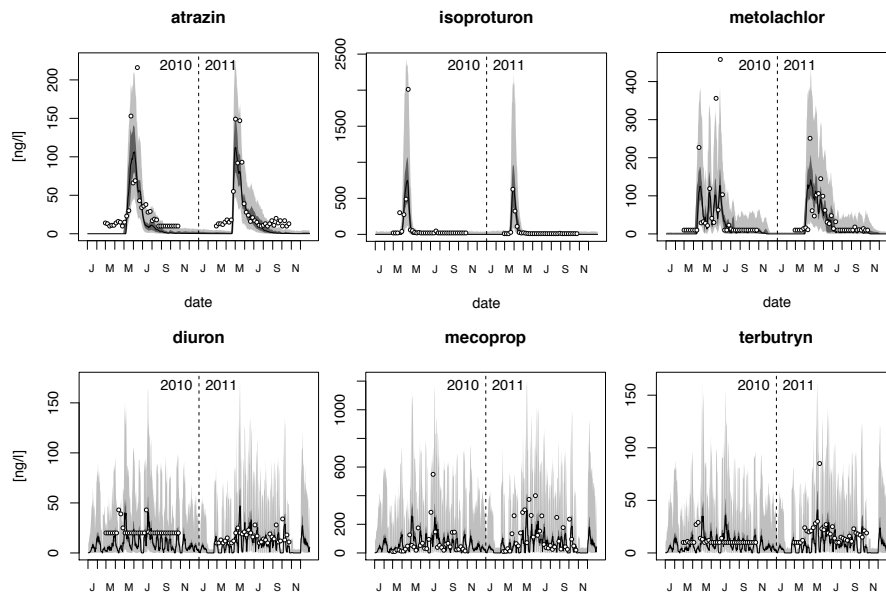 atrazin
2010 2011
[ng/l]
200
150
100
50
0
J M M J S N J M M J S N
date
isoproturon
2010 2011
2500
1500
500
0
J M M J S N J M M J S N
date
metolachlor
2010 2011
400
300
200
100
0
J M M J S N J M M J S N
date
diuron
2010 2011
[ng/l]
150
100
50
0
J M M J S N J M M J S N
mecoprop
2010 2011
1000
600
200
0
J M M J S N J M M J S N
terbutryn
2010 2011
150
100
50
0
J M M J S N J M M J S N